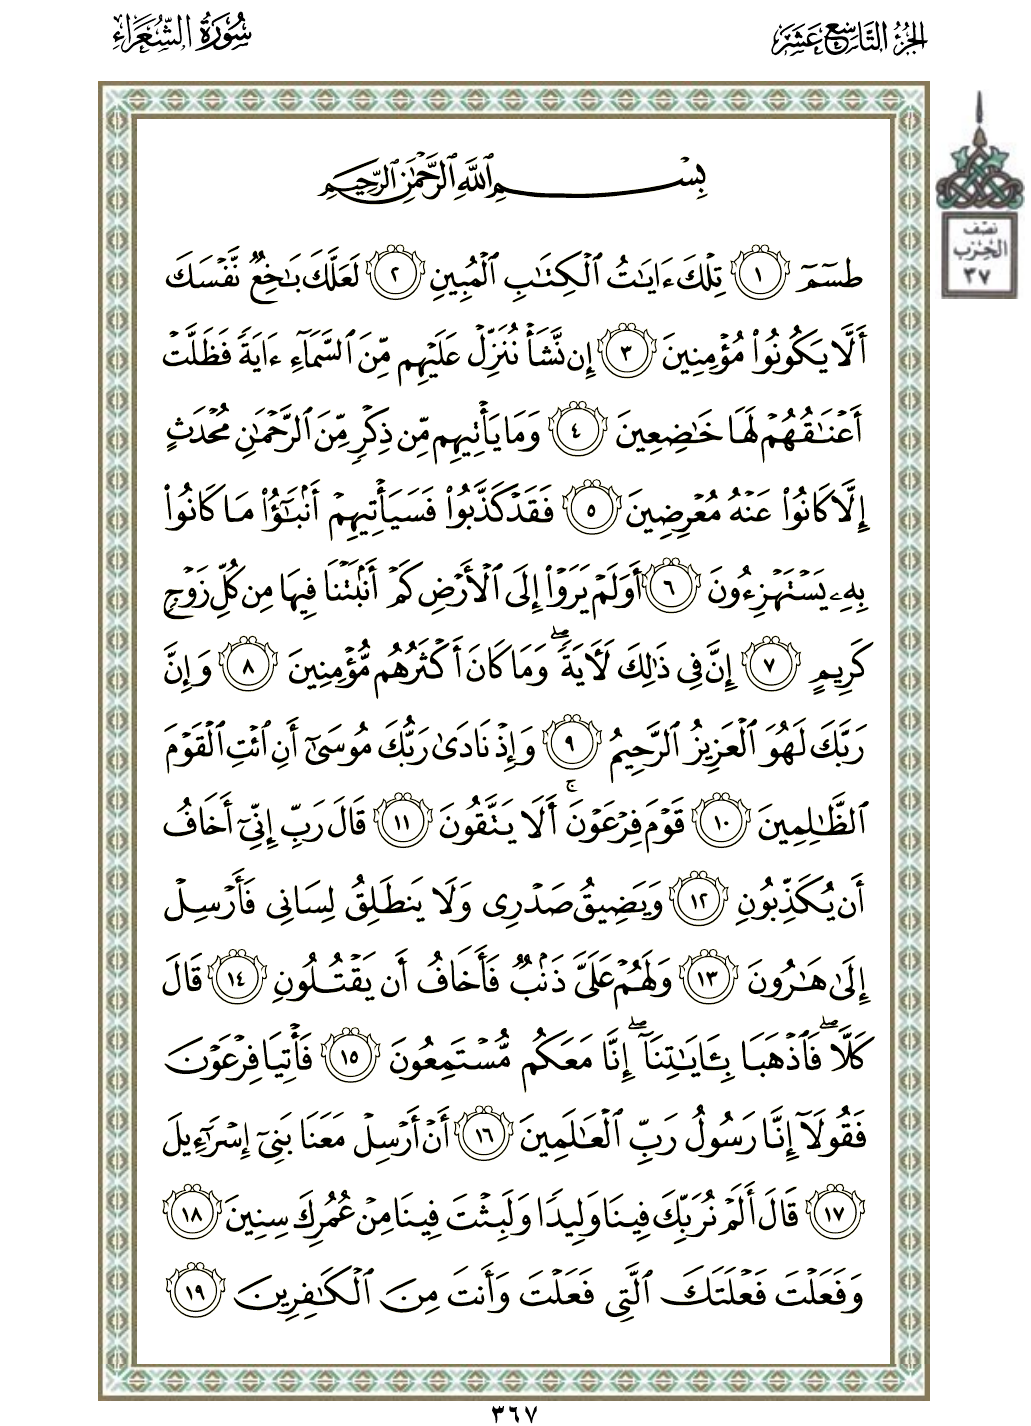 الجزء التاسع عشر
سورة الشعراء
نصف
الحزب
٣٧
بِسْمِ ٱللَّهِ ٱلرَّحْمَٰنِ ٱلرَّحِيمِ
طسٓمٓ ١ تِلْكَ ءَايَٰتُ ٱلْكِتَٰبِ ٱلْمُبِينِ ٢ لَعَلَّكَ بَٰخِعٌ نَّفْسَكَ
أَلَّا يَكُونُوا۟ مُؤْمِنِينَ ٣ إِن نَّشَأْ نُنَزِّلْ عَلَيْهِم مِّنَ ٱلسَّمَآءِ ءَايَةً فَظَلَّتْ
أَعْنَٰقُهُمْ لَهَا خَٰضِعِينَ ٤ وَمَا يَأْتِيهِم مِّن ذِكْرٍ مِّنَ ٱلرَّحْمَٰنِ مُحْدَثٍ
إِلَّا كَانُوا۟ عَنْهُ مُعْرِضِينَ ٥ فَقَدْ كَذَّبُوا۟ فَسَيَأْتِيهِمْ أَنۢبَٰٓؤُا۟ مَا كَانُوا۟
بِهِۦ يَسْتَهْزِءُونَ ٦ أَوَلَمْ يَرَوْا۟ إِلَى ٱلْأَرْضِ كَمْ أَنۢبَتْنَا فِيهَا مِن كُلِّ زَوْجٍ
كَرِيمٍ ٧ إِنَّ فِى ذَٰلِكَ لَءَايَةً ۖ وَمَا كَانَ أَكْثَرُهُم مُّؤْمِنِينَ ٨ وَإِنَّ
رَبَّكَ لَهُوَ ٱلْعَزِيزُ ٱلرَّحِيمُ ٩ وَإِذْ نَادَىٰ رَبُّكَ مُوسَىٰٓ أَنِ ٱئْتِ ٱلْقَوْمَ
ٱلظَّٰلِمِينَ ١٠ قَوْمَ فِرْعَوْنَ ۚ أَلَا يَتَّقُونَ ١١ قَالَ رَبِّ إِنِّىٓ أَخَافُ
أَن يُكَذِّبُونِ ١٢ وَيَضِيقُ صَدْرِى وَلَا يَنطَلِقُ لِسَانِى فَأَرْسِلْ
إِلَىٰ هَٰرُونَ ١٣ وَلَهُمْ عَلَىَّ ذَنۢبٌ فَأَخَافُ أَن يَقْتُلُونِ ١٤ قَالَ
كَلَّا ۖ فَٱذْهَبَا بِـَٔايَٰتِنَآ ۖ إِنَّا مَعَكُم مُّسْتَمِعُونَ ١٥ فَأْتِيَا فِرْعَوْنَ
فَقُولَآ إِنَّا رَسُولُ رَبِّ ٱلْعَٰلَمِينَ ١٦ أَنْ أَرْسِلْ مَعَنَا بَنِىٓ إِسْرَٰٓءِيلَ
١٧ قَالَ أَلَمْ نُرَبِّكَ فِينَا وَلِيدًا وَلَبِثْتَ فِينَا مِنْ عُمُرِكَ سِنِينَ ١٨
وَفَعَلْتَ فَعْلَتَكَ ٱلَّتِى فَعَلْتَ وَأَنتَ مِنَ ٱلْكَٰفِرِينَ ١٩
٣٦٧